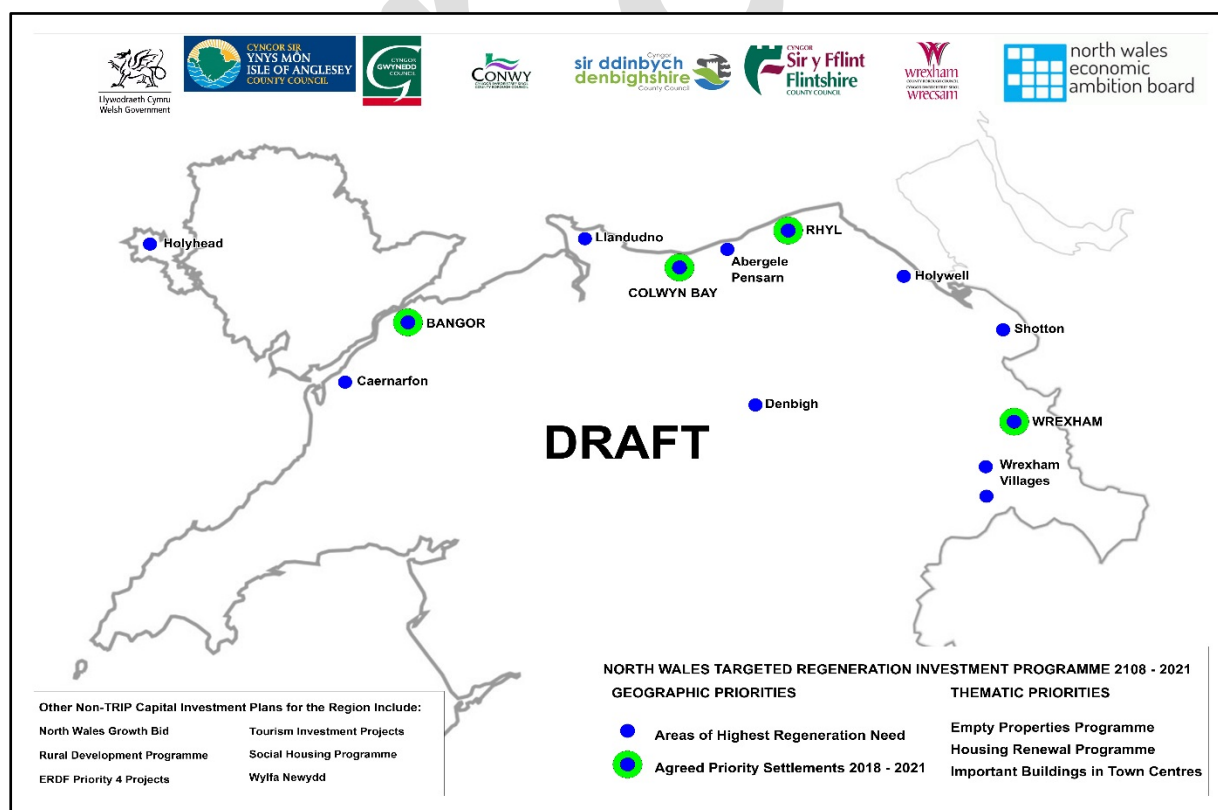 Llywodraeth Cymru
Welsh Government
CYNGOR SIR
YNYS MÔN
ISLE OF ANGLESEY
COUNTY COUNCIL
CYNGOR
GWYNEDD
COUNCIL
CONWY
Cyngor
sir ddinbych
denbighshire
County Council
CYNGOR
Sir y Fflint
Flintshire
COUNTY COUNCIL
wrexham
COUNTY BOROUGH COUNCIL
wrecsam
north wales
economic
ambition board
Holyhead
Llandudno
RHYL
Abergele
Pensarn
COLWYN BAY
Holywell
BANGOR
Shotton
Caernarfon
Denbigh
WREXHAM
DRAFT
Wrexham
Villages
NORTH WALES TARGETED REGENERATION INVESTMENT PROGRAMME 2108 - 2021
GEOGRAPHIC PRIORITIES
Areas of Highest Regeneration Need
Agreed Priority Settlements 2018 - 2021
THEMATIC PRIORITIES
Empty Properties Programme
Housing Renewal Programme
Important Buildings in Town Centres
Other Non-TRIP Capital Investment Plans for the Region Include:
North Wales Growth Bid
Rural Development Programme
ERDF Priority 4 Projects
Tourism Investment Projects
Social Housing Programme
Wylfa Newydd